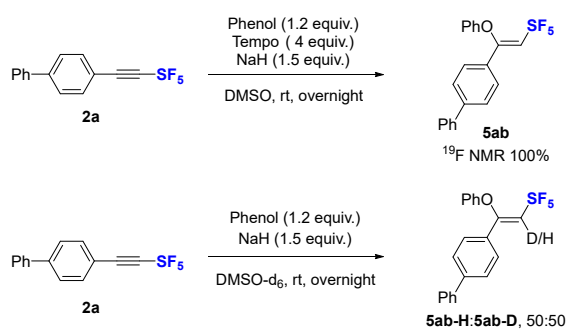 Phenol (1.2 equiv.)
Tempo ( 4 equiv.)
NaH (1.5 equiv.)
DMSO, rt, overnight
Ph
SF5
2a
PhO
SF5
Ph
5ab
19F NMR 100%
Phenol (1.2 equiv.)
NaH (1.5 equiv.)
DMSO-d6, rt, overnight
Ph
SF5
2a
PhO
SF5
D/H
Ph
5ab-H:5ab-D, 50:50